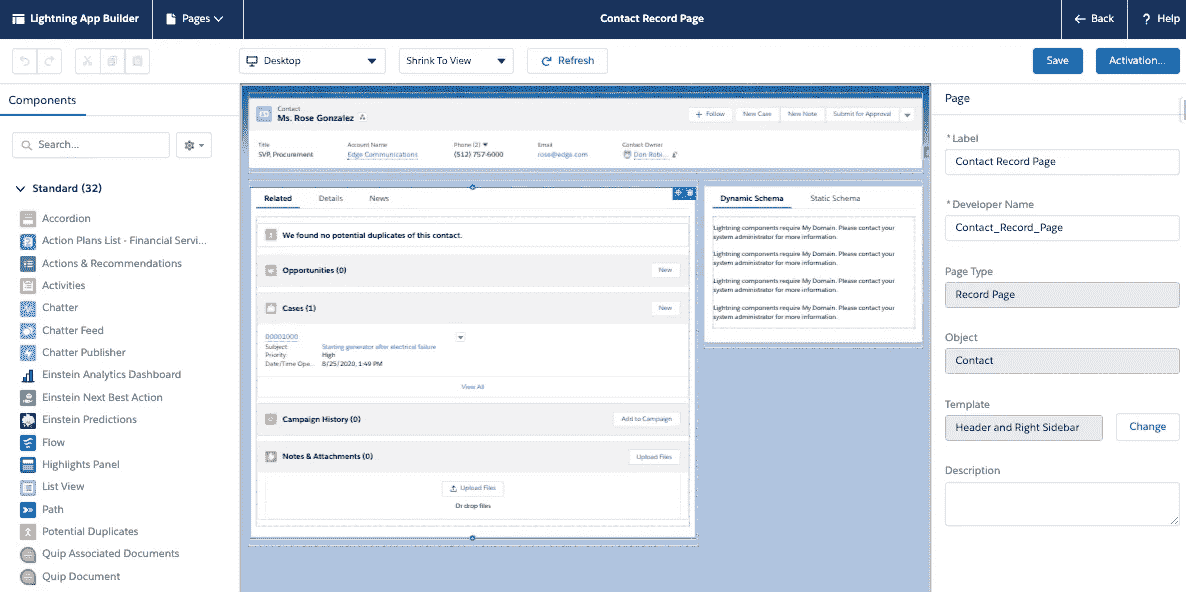 Lightning App Builder
Pages
Contact Record Page
Back
? Help
Desktop
Shrink To View
Refresh
Save
Activation...
Components
Search...
Standard (32)
Accordion
Action Plans List - Financial Servi...
Actions & Recommendations
Activities
Chatter
Chatter Feed
Chatter Publisher
Einstein Analytics Dashboard
Einstein Next Best Action
Einstein Predictions
Flow
Highlights Panel
List View
Path
Potential Duplicates
Quip Associated Documents
Quip Document
Contact
Ms. Rose Gonzalez
+ Follow
New Case
New Note
Submit for Approval
Title
SVP, Procurement
Account Name
Edge Communications
Phone (2)
(512) 757-6000
Email
rose@edge.com
Contact Owner
Don Robi...
Related
Details
News
We found no potential duplicates of this contact.
Opportunities (0)
New
Cases (1)
New
00001000
Subject:
Starting generator after electrical failure
Priority:
High
Date/Time Ope...
8/25/2020, 1:49 PM
View All
Campaign History (0)
Add to Campaign
Notes & Attachments (0)
Upload Files
Upload Files
Or drop files
Dynamic Schema
Static Schema
Lightning components require My Domain. Please contact your
system administrator for more information.
Lightning components require My Domain. Please contact your
system administrator for more information.
Lightning components require My Domain. Please contact your
system administrator for more information.
Lightning components require My Domain. Please contact your
system administrator for more information.
Page
*Label
Contact Record Page
*Developer Name
Contact_Record_Page
Page Type
Record Page
Object
Contact
Template
Header and Right Sidebar
Change
Description